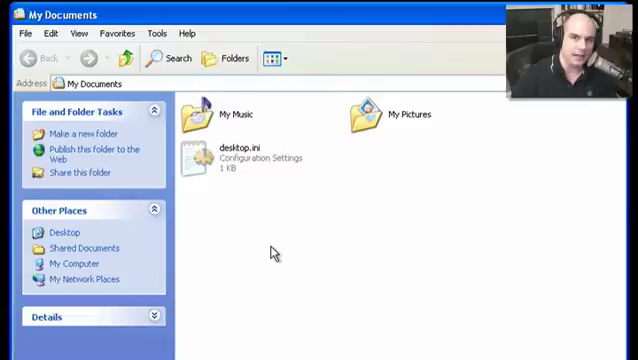 My Documents
File Edit View Favorites Tools Help
Back Search Folders
Address My Documents
File and Folder Tasks
Make a new folder
Publish this folder to the
Web
Share this folder
Other Places
Desktop
Shared Documents
My Computer
My Network Places
Details
My Music
My Pictures
desktop.ini
Configuration Settings
1 KB